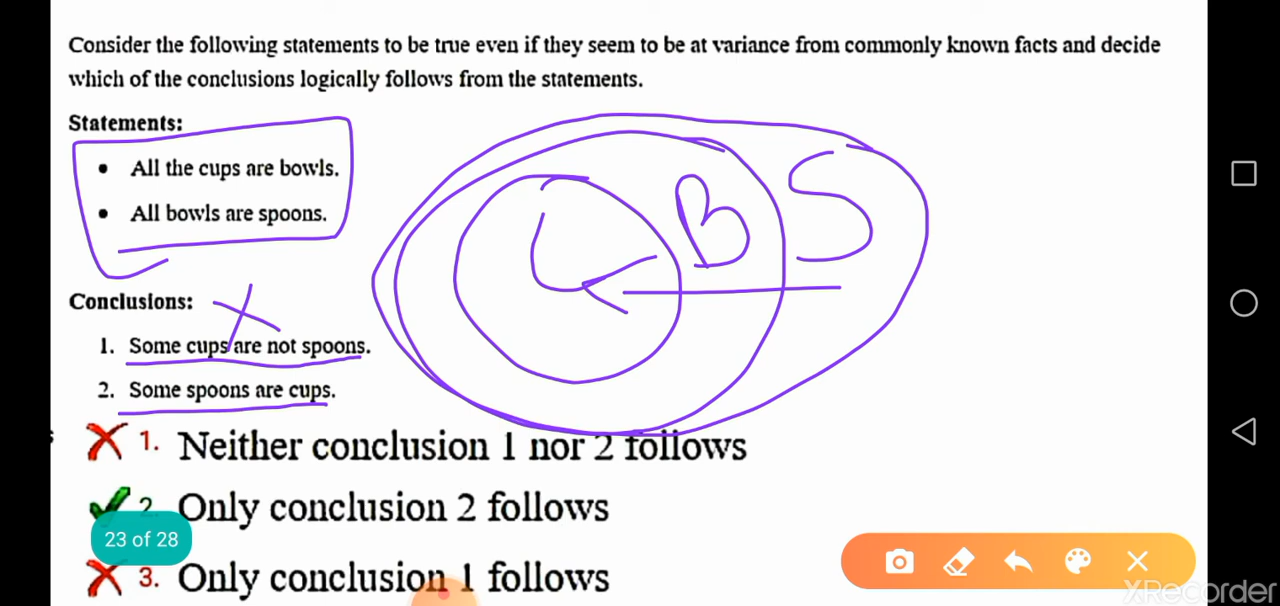 Consider the following statements to be true even if they seem to be at variance from commonly known facts and decide
which of the conclusions logically follows from the statements.
Statements:
• All the cups are bowls.
• All bowls are spoons.
C B S
Conclusions:
1. Some cups are not spoons.
2. Some spoons are cups.
1. Neither conclusion 1 nor 2 follows
2. Only conclusion 2 follows
23 of 28
3. Only conclusion 1 follows
XRecorder